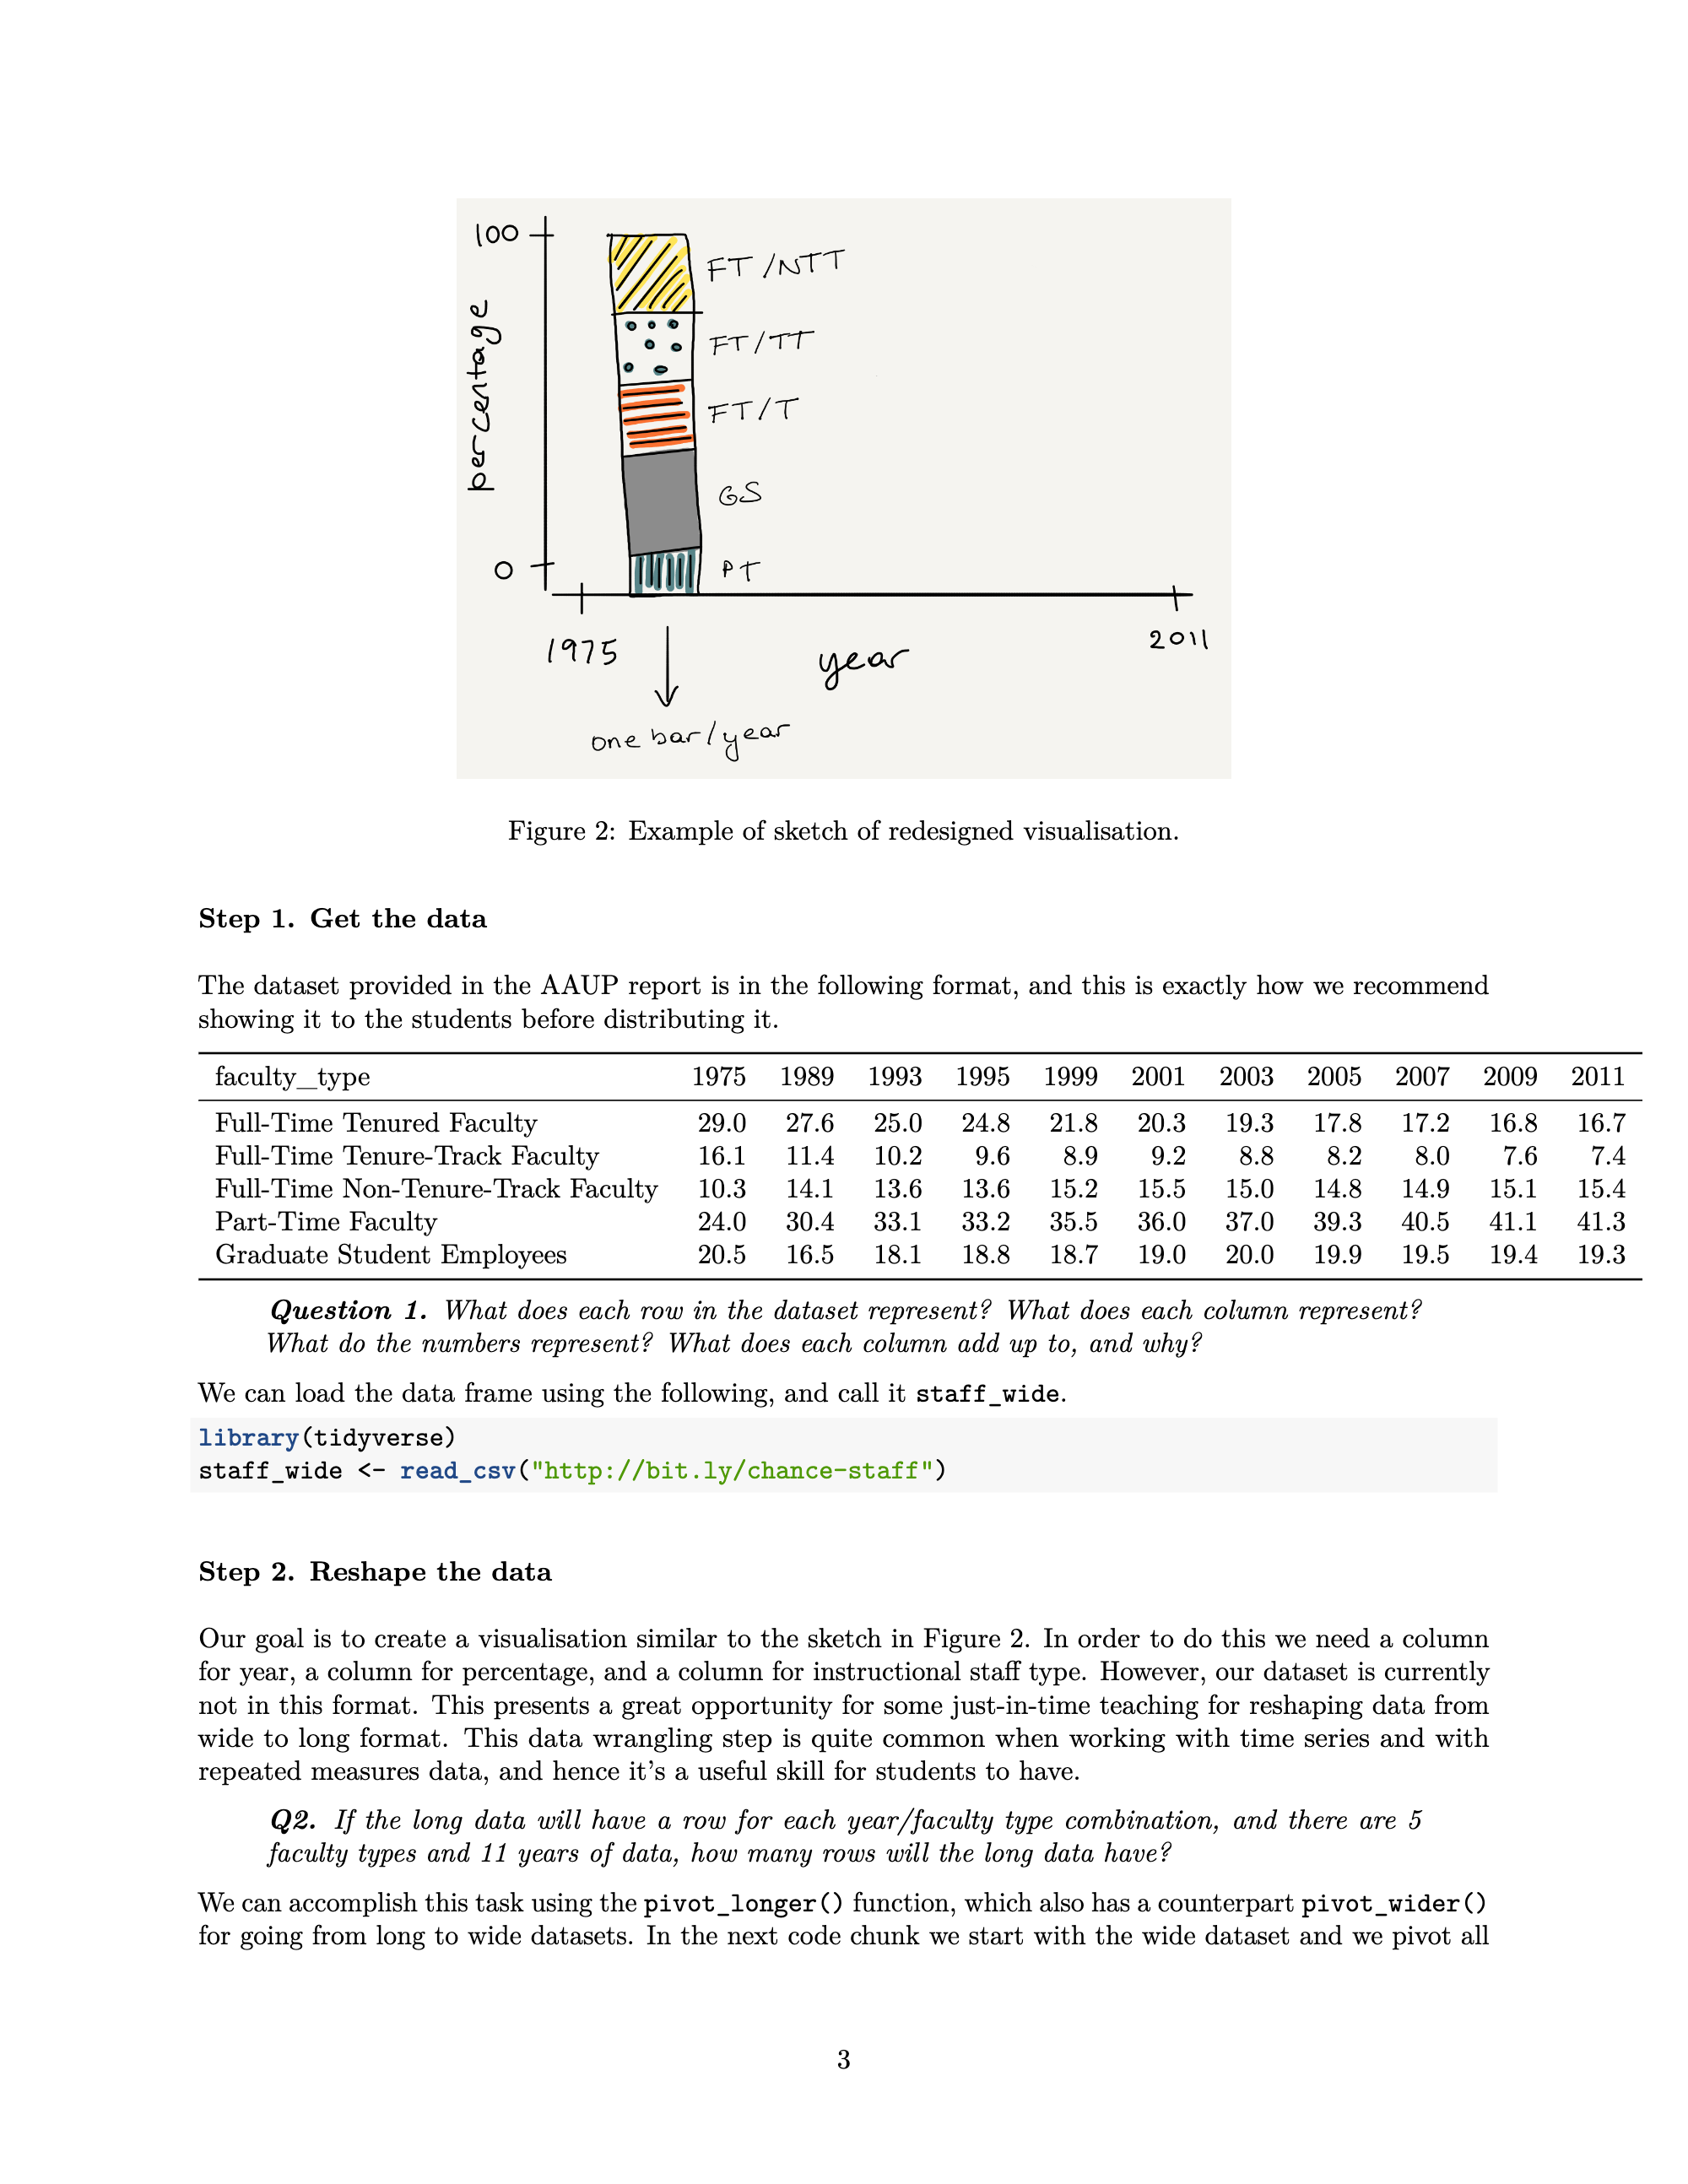 100
FT/NTT
percentage
FT/TT
FT/T
GS
0
PT
1975
year
2011
one bar/year
Figure 2: Example of sketch of redesigned visualisation.
Step 1. Get the data
The dataset provided in the AAUP report is in the following format, and this is exactly how we recommend
showing it to the students before distributing it.
faculty_type 1975 1989 1993 1995 1999 2001 2003 2005 2007 2009 2011
Full-Time Tenured Faculty 29.0 27.6 25.0 24.8 21.8 20.3 19.3 17.8 17.2 16.8 16.7
Full-Time Tenure-Track Faculty 16.1 11.4 10.2 9.6 8.9 9.2 8.8 8.2 8.0 7.6 7.4
Full-Time Non-Tenure-Track Faculty 10.3 14.1 13.6 13.6 15.2 15.5 15.0 14.8 14.9 15.1 15.4
Part-Time Faculty 24.0 30.4 33.1 33.2 35.5 36.0 37.0 39.3 40.5 41.1 41.3
Graduate Student Employees 20.5 16.5 18.1 18.8 18.7 19.0 20.0 19.9 19.5 19.4 19.3
Question 1. What does each row in the dataset represent? What does each column represent?
What do the numbers represent? What does each column add up to, and why?
We can load the data frame using the following, and call it staff_wide.
library(tidyverse)
staff_wide <- read_csv("http://bit.ly/chance-staff")
Step 2. Reshape the data
Our goal is to create a visualisation similar to the sketch in Figure 2. In order to do this we need a column
for year, a column for percentage, and a column for instructional staff type. However, our dataset is currently
not in this format. This presents a great opportunity for some just-in-time teaching for reshaping data from
wide to long format. This data wrangling step is quite common when working with time series and with
repeated measures data, and hence it's a useful skill for students to have.
Q2. If the long data will have a row for each year/faculty type combination, and there are 5
faculty types and 11 years of data, how many rows will the long data have?
We can accomplish this task using the pivot_longer() function, which also has a counterpart pivot_wider()
for going from long to wide datasets. In the next code chunk we start with the wide dataset and we pivot all
3